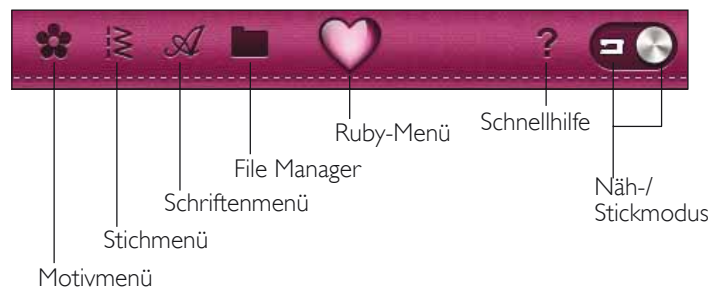 ?
Ruby-Menü
Schnellhilfe
File Manager
Näh-/
Stickmodus
Schriftenmenü
Stichmenü
Motivmenü